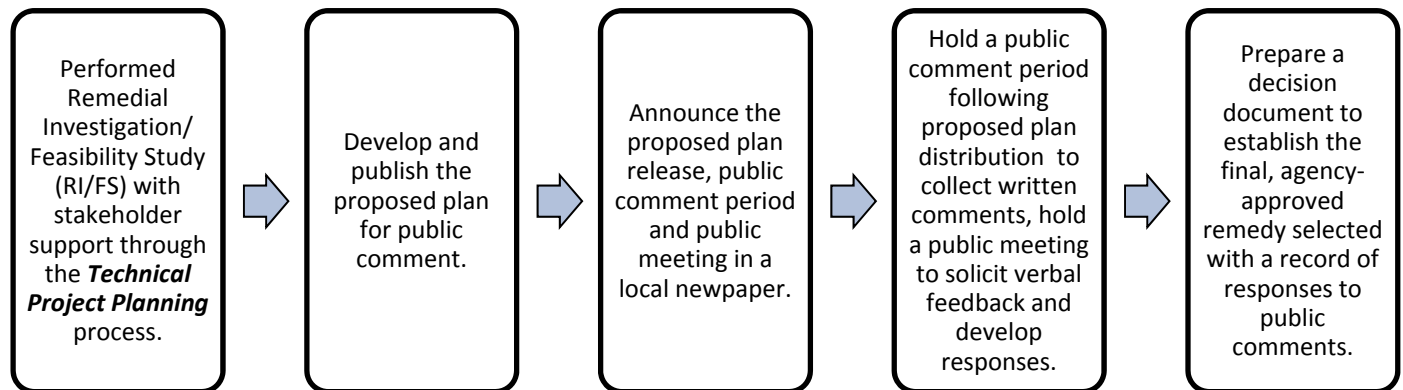 Performed
Remedial
Investigation/
Feasibility Study
(RI/FS) with
stakeholder
support through
the Technical
Project Planning
process.
Develop and
publish the
proposed plan
for public
comment.
Announce the
proposed plan
release, public
comment period
and public
meeting in a
local newpaper.
Hold a public
comment period
following
proposed plan
distribution to
collect written
comments, hold
a public meeting
to solicit verbal
feedback and
develop
responses.
Prepare a
decision
document to
establish the
final, agency-
approved
remedy selected
with a record of
responses to
public
comments.